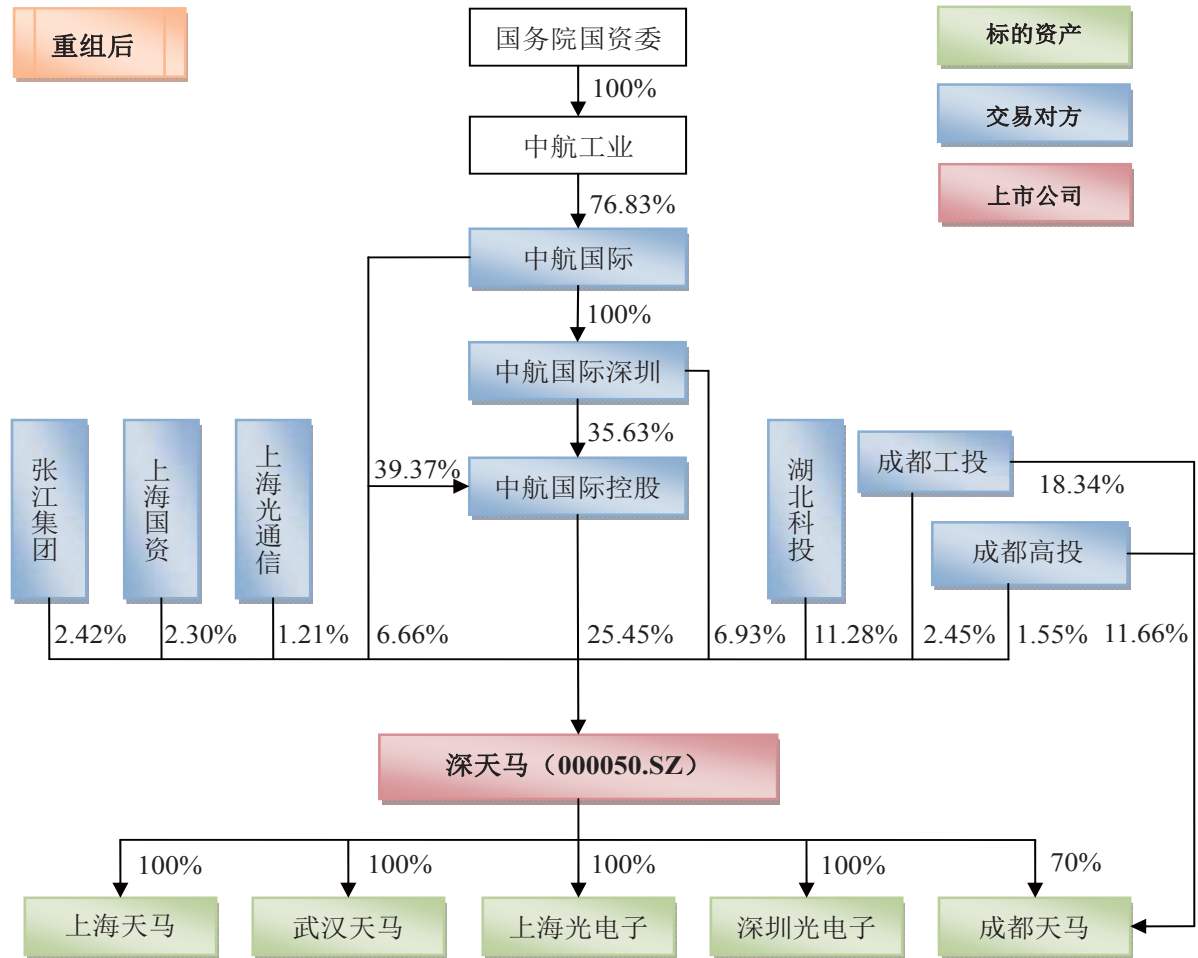 重组后
国务院国资委
标的资产
100%
交易对方
中航工业
上市公司
76.83%
中航国际
100%
中航国际深圳
35.63%
张江集团
上海国资
上海光通信
39.37%
中航国际控股
湖北科投
成都工投
18.34%
成都高投
2.42%
2.30%
1.21%
6.66%
25.45%
6.93%
11.28%
2.45%
1.55%
11.66%
深天马（000050.SZ）
100%
100%
100%
100%
70%
上海天马
武汉天马
上海光电子
深圳光电子
成都天马